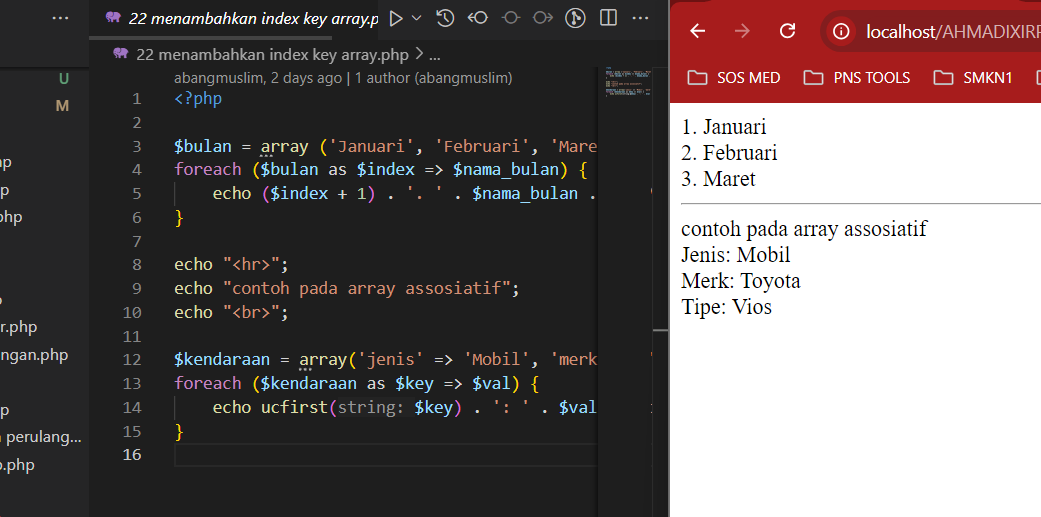 22 menambahkan index key array.p
22 menambahkan index key array.php > ...
abangmuslim, 2 days ago | 1 author (abangmuslim)
U
M
ap
p
php
r.php
ngan.php
p
perulang...
o.php
1 <?php
2
3 $bulan = array ('Januari', 'Februari', 'Mare
4 foreach ($bulan as $index => $nama_bulan) {
5 echo ($index + 1) . '. ' . $nama_bulan .
6 }
7
8 echo "<hr>";
9 echo "contoh pada array assosiatif";
10 echo "<br>";
11
12 $kendaraan = array('jenis' => 'Mobil', 'merk
13 foreach ($kendaraan as $key => $val) {
14 echo ucfirst(string: $key) . ': ' . $val
15 }
16
localhost/AHMADIXIRP
SOS MED PNS TOOLS SMKN1
1. Januari
2. Februari
3. Maret
contoh pada array assosiatif
Jenis: Mobil
Merk: Toyota
Tipe: Vios